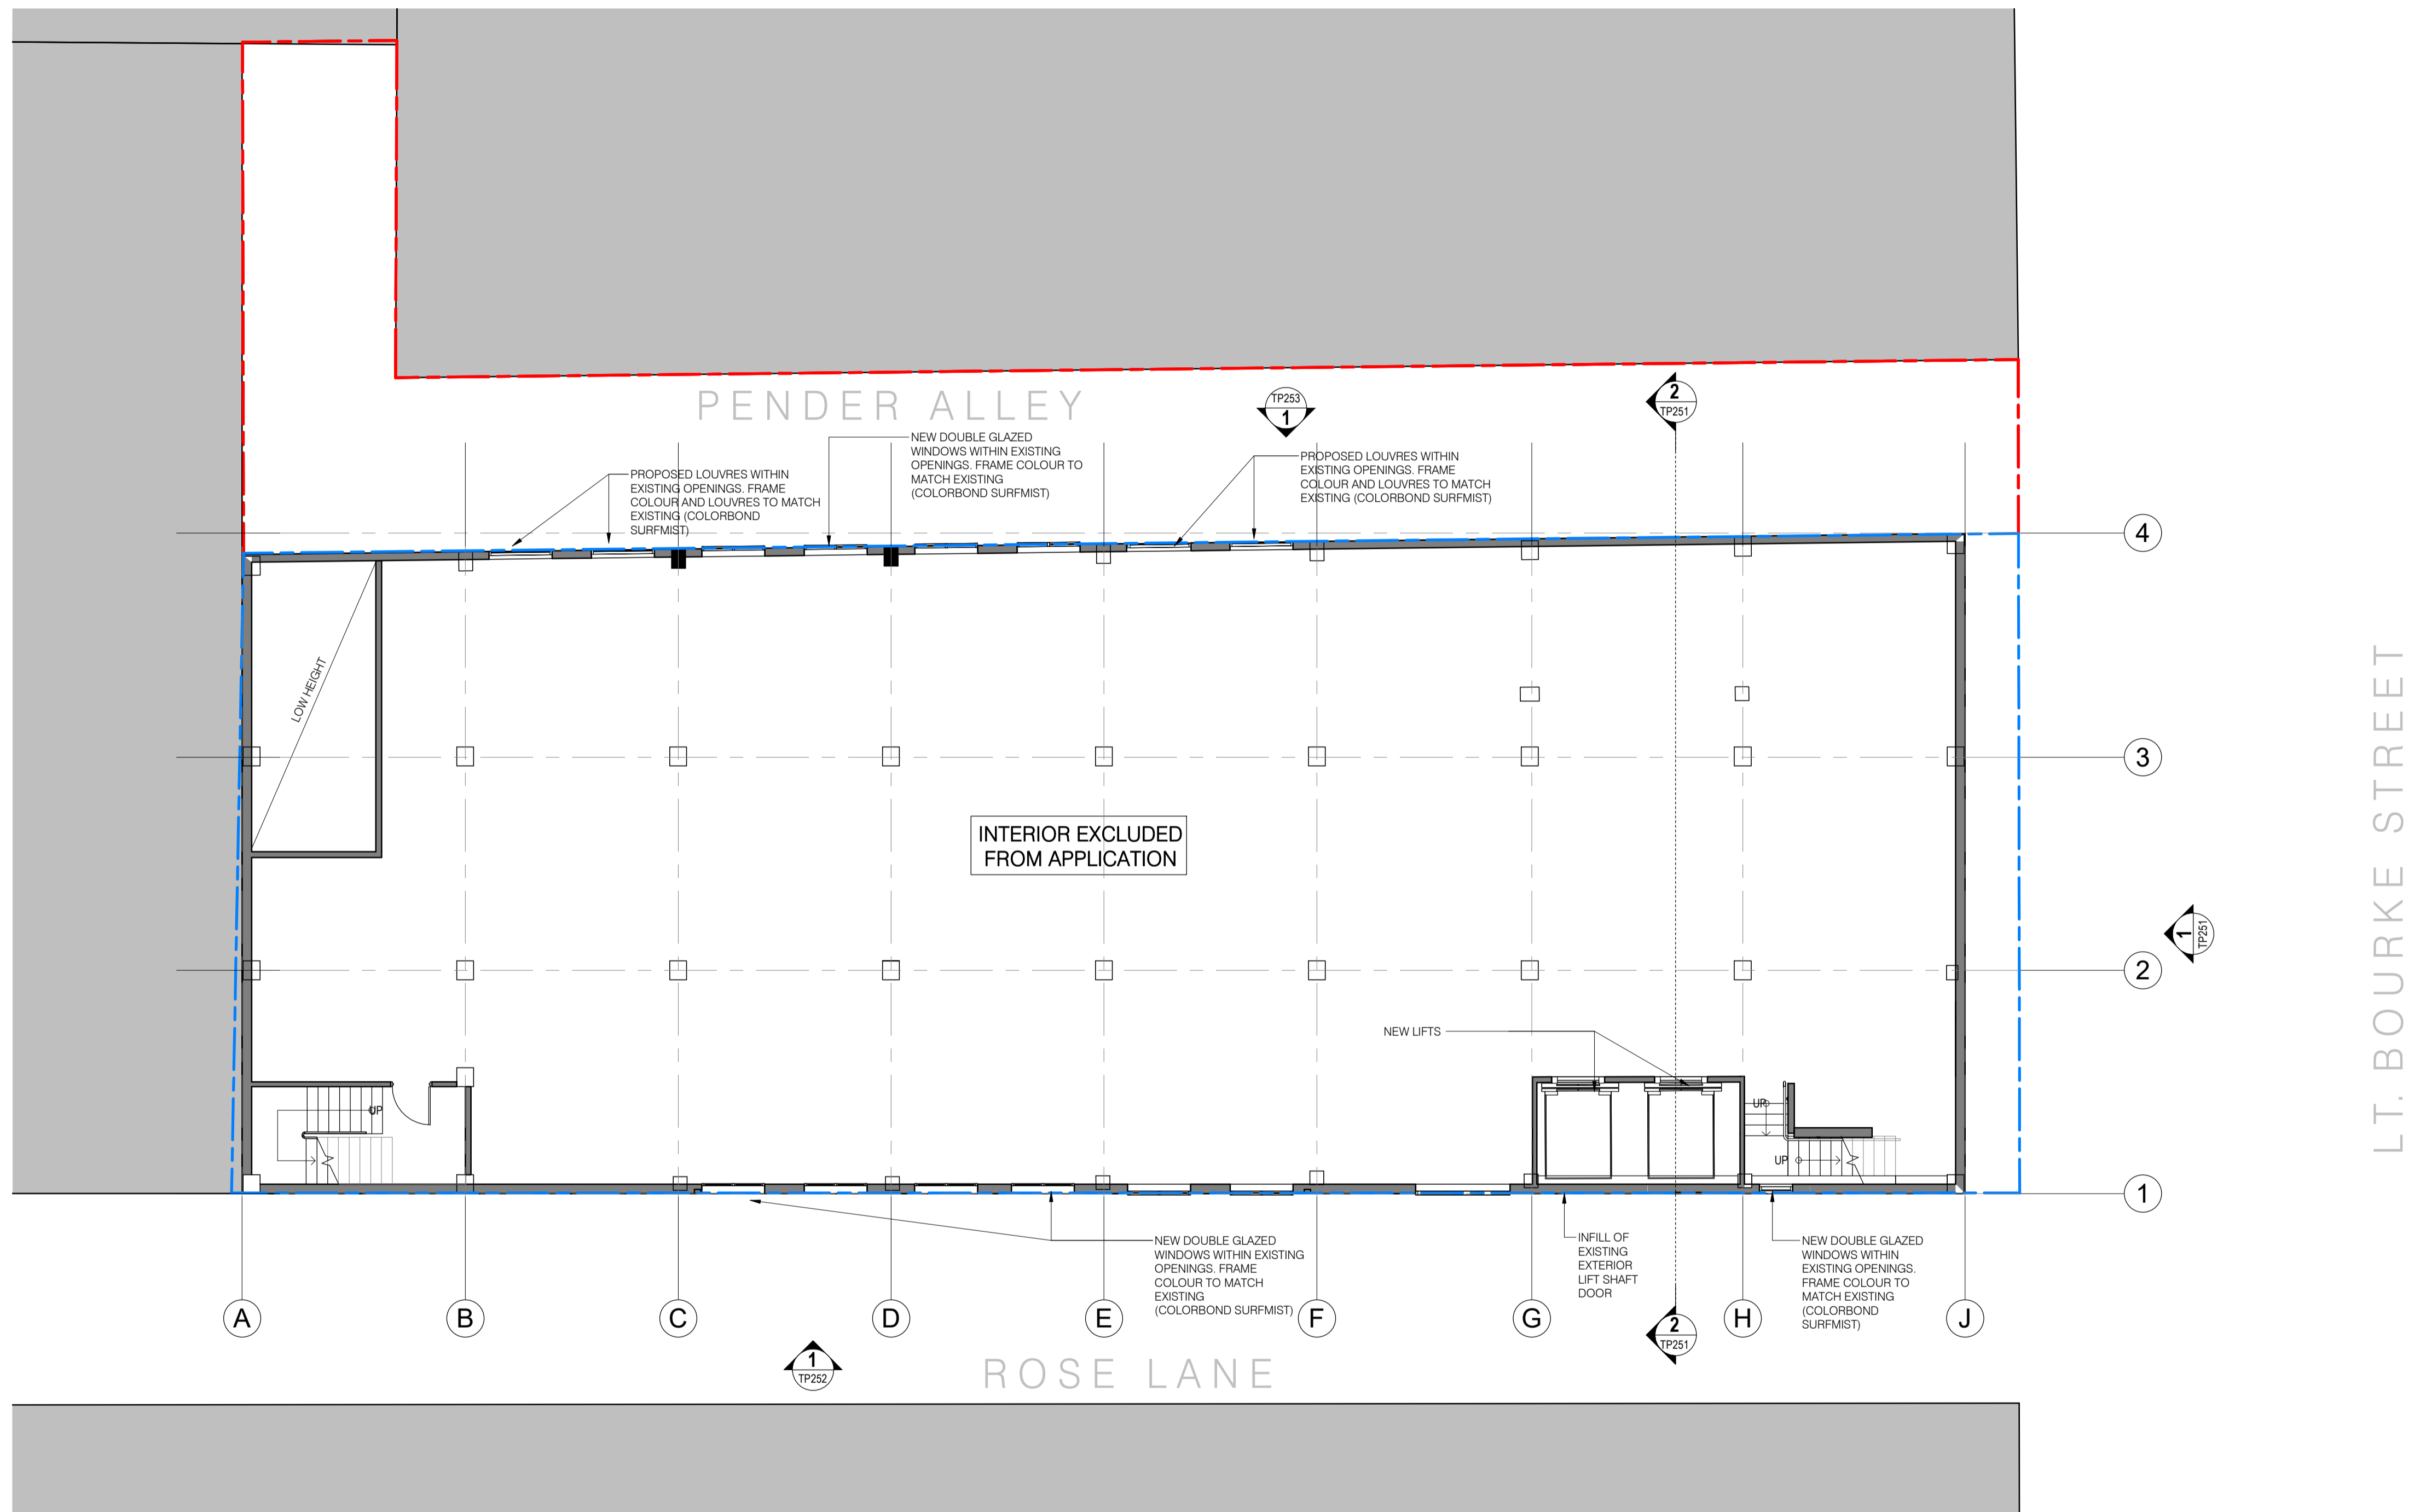 PENDER ALLEY
TP253
1
2
TP251
NEW DOUBLE GLAZED
WINDOWS WITHIN EXISTING
OPENINGS. FRAME COLOUR TO
MATCH EXISTING
(COLORBOND SURFMIST)
PROPOSED LOUVRES WITHIN
EXISTING OPENINGS. FRAME
COLOUR AND LOUVRES TO MATCH
EXISTING (COLORBOND
SURFMIST)
PROPOSED LOUVRES WITHIN
EXISTING OPENINGS. FRAME
COLOUR AND LOUVRES TO MATCH
EXISTING (COLORBOND SURFMIST)
4
LOW HEIGHT
3
INTERIOR EXCLUDED
FROM APPLICATION
LT. BOURKE STREET
1
TP251
2
NEW LIFTS
UP
UP
UP
1
NEW DOUBLE GLAZED
WINDOWS WITHIN EXISTING
OPENINGS. FRAME
COLOUR TO MATCH
EXISTING
(COLORBOND SURFMIST)
INFILL OF
EXISTING
EXTERIOR
LIFT SHAFT
DOOR
NEW DOUBLE GLAZED
WINDOWS WITHIN
EXISTING OPENINGS.
FRAME COLOUR TO
MATCH EXISTING
(COLORBOND
SURFMIST)
A
B
C
D
E
F
G
2
TP251
H
J
1
TP252
ROSE LANE